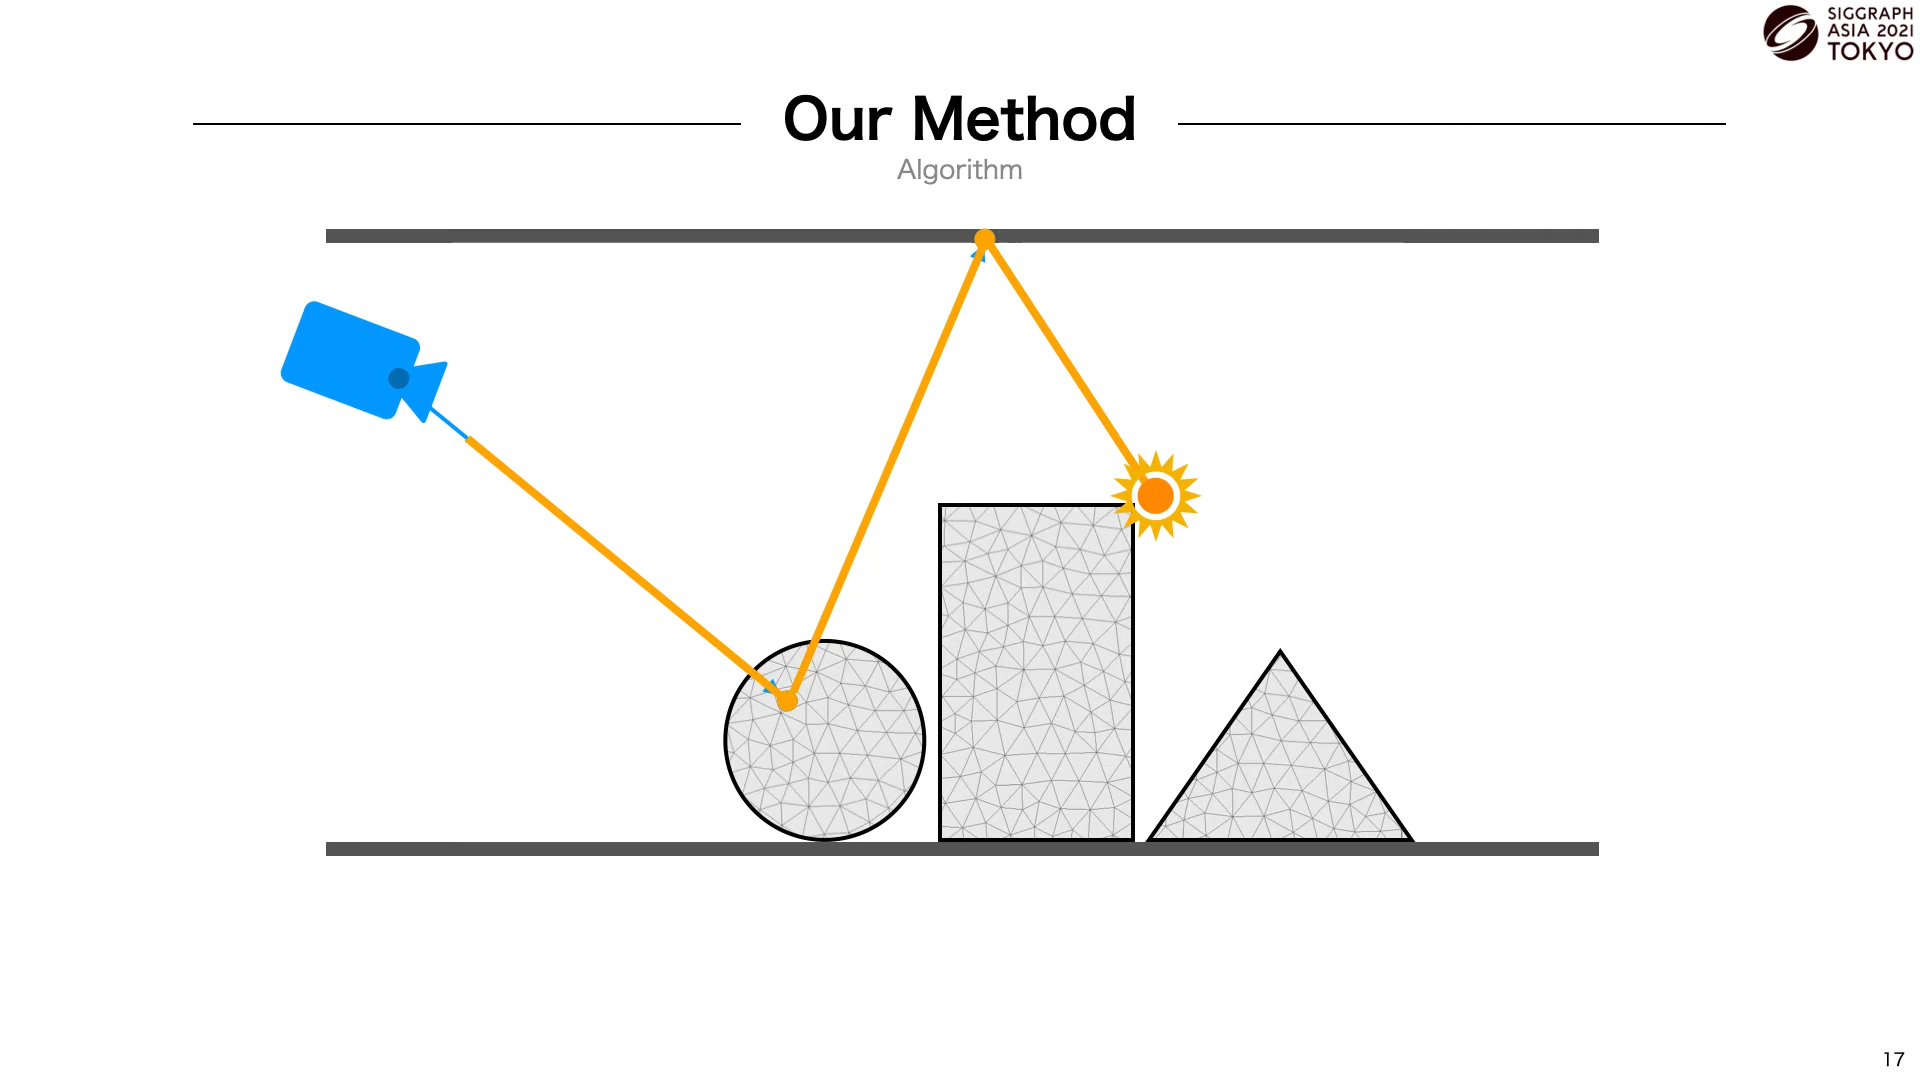 SIGGRAPH
ASIA 2021
TOKYO
Our Method
Algorithm
17